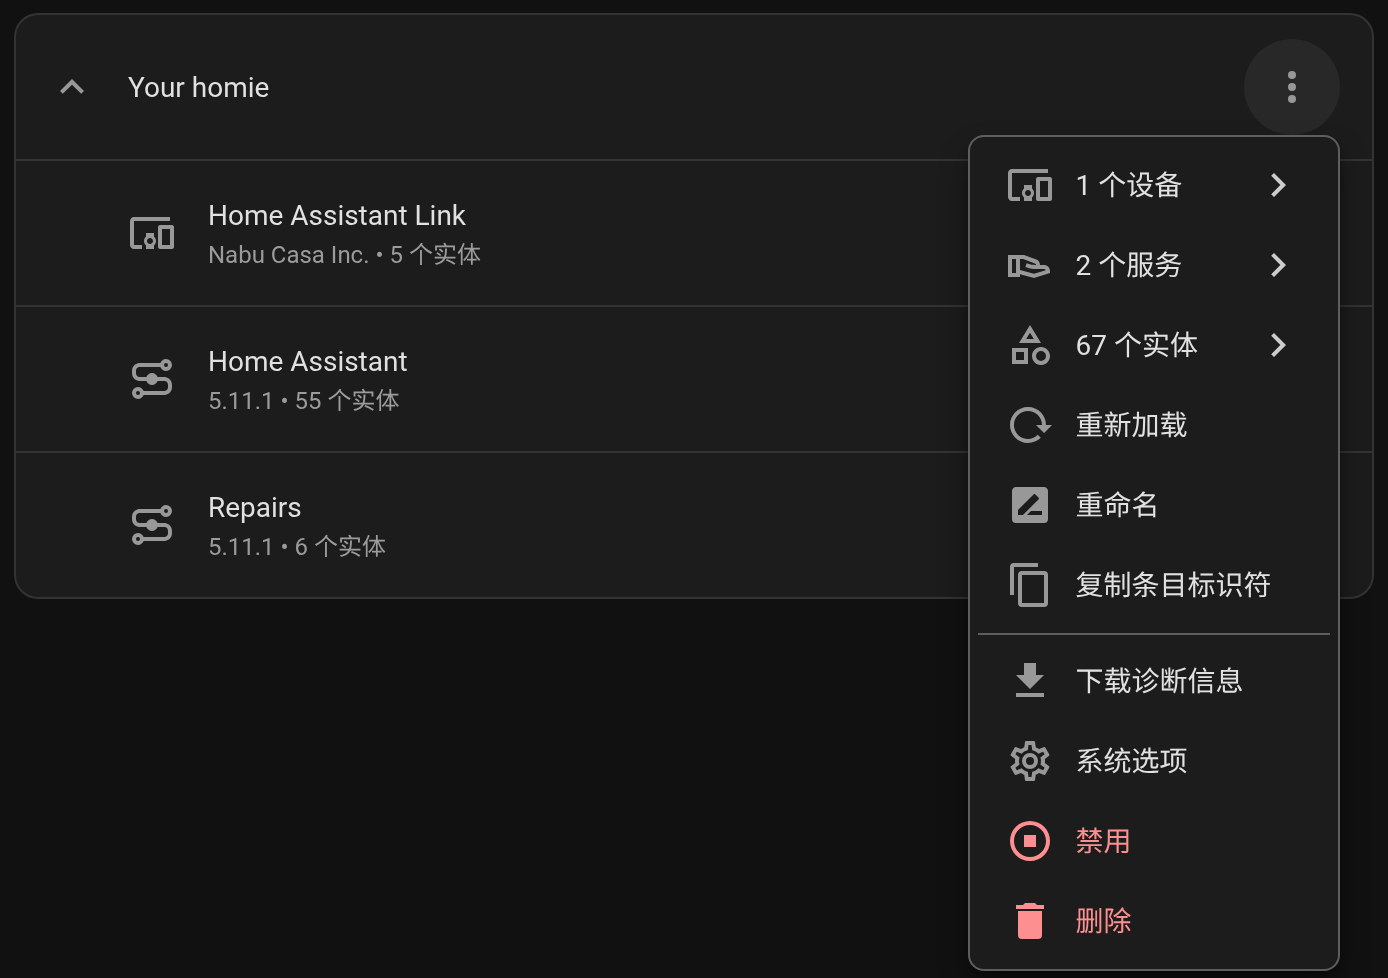 Your homie
Home Assistant Link
Nabu Casa Inc. • 5 个实体
Home Assistant
5.11.1 • 55 个实体
Repairs
5.11.1 • 6 个实体
1 个设备
2 个服务
67 个实体
重新加载
重命名
复制条目标识符
下载诊断信息
系统选项
禁用
删除